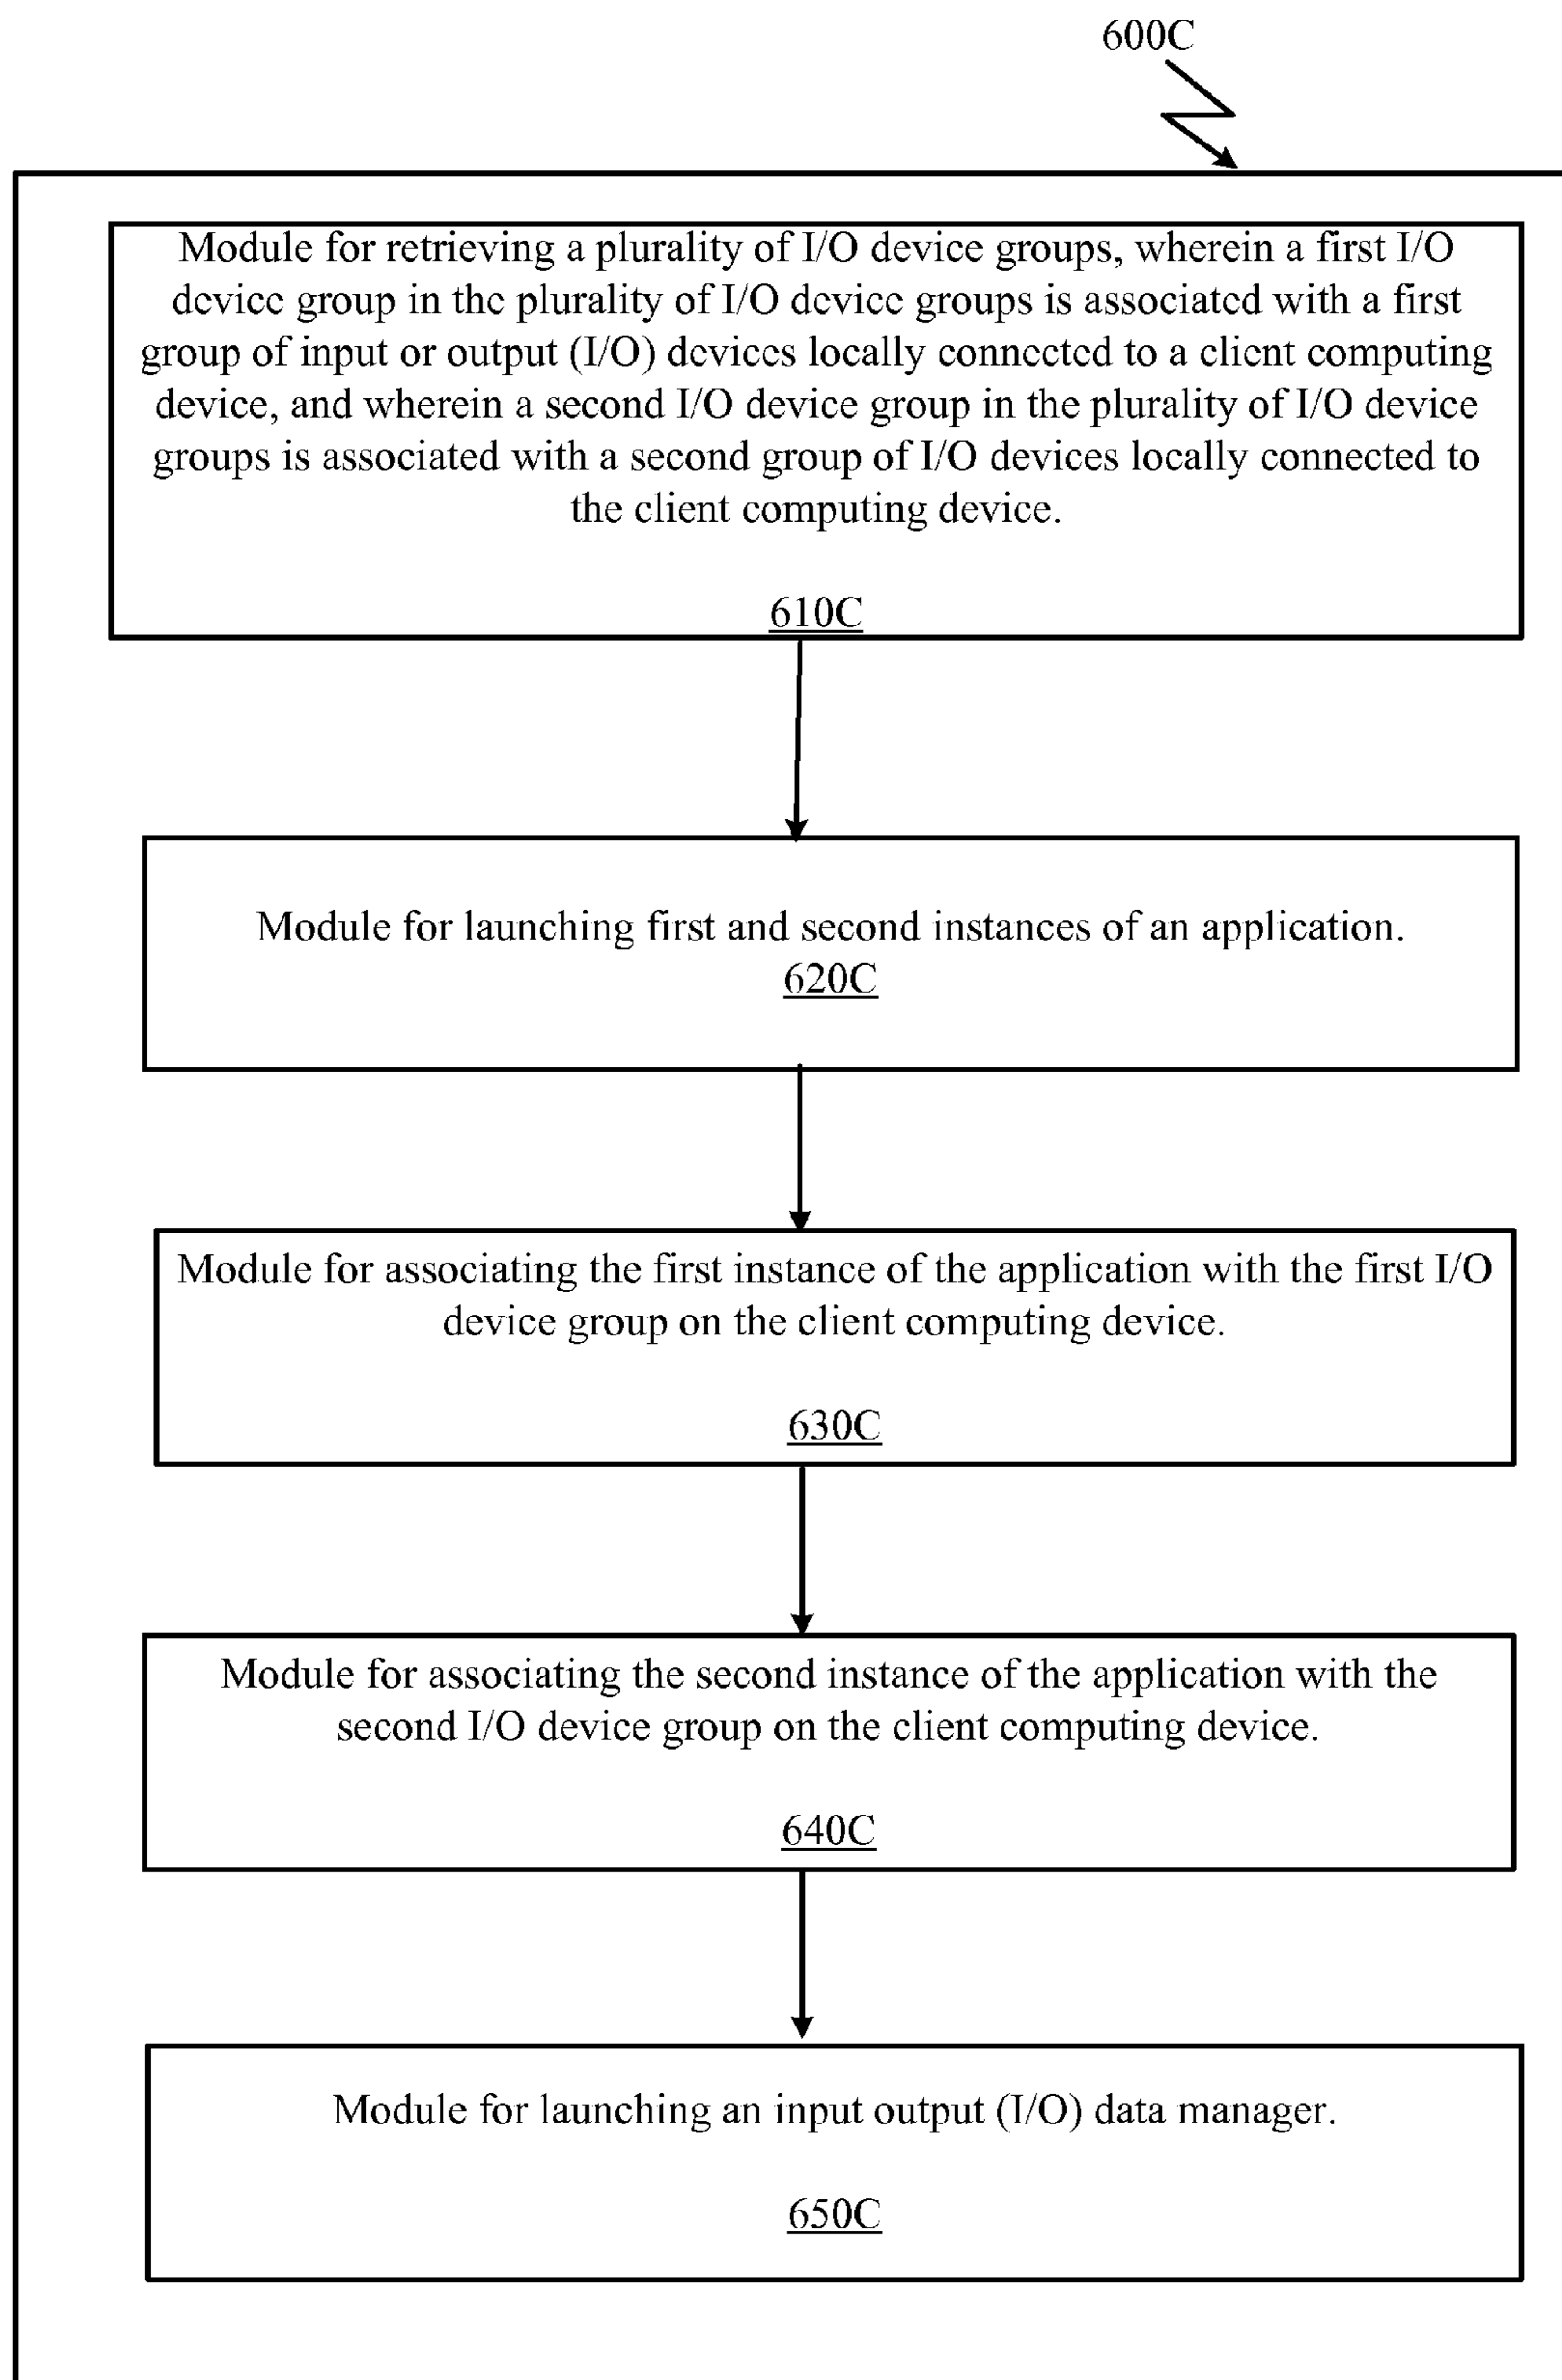 600C
Module for retrieving a plurality of I/O device groups, wherein a first I/O
device group in the plurality of I/O device groups is associated with a first
group of input or output (I/O) devices locally connected to a client computing
device, and wherein a second I/O device group in the plurality of I/O device
groups is associated with a second group of I/O devices locally connected to
the client computing device.
610C
Module for launching first and second instances of an application.
620C
Module for associating the first instance of the application with the first I/O
device group on the client computing device.
630C
Module for associating the second instance of the application with the
second I/O device group on the client computing device.
640C
Module for launching an input output (I/O) data manager.
650C